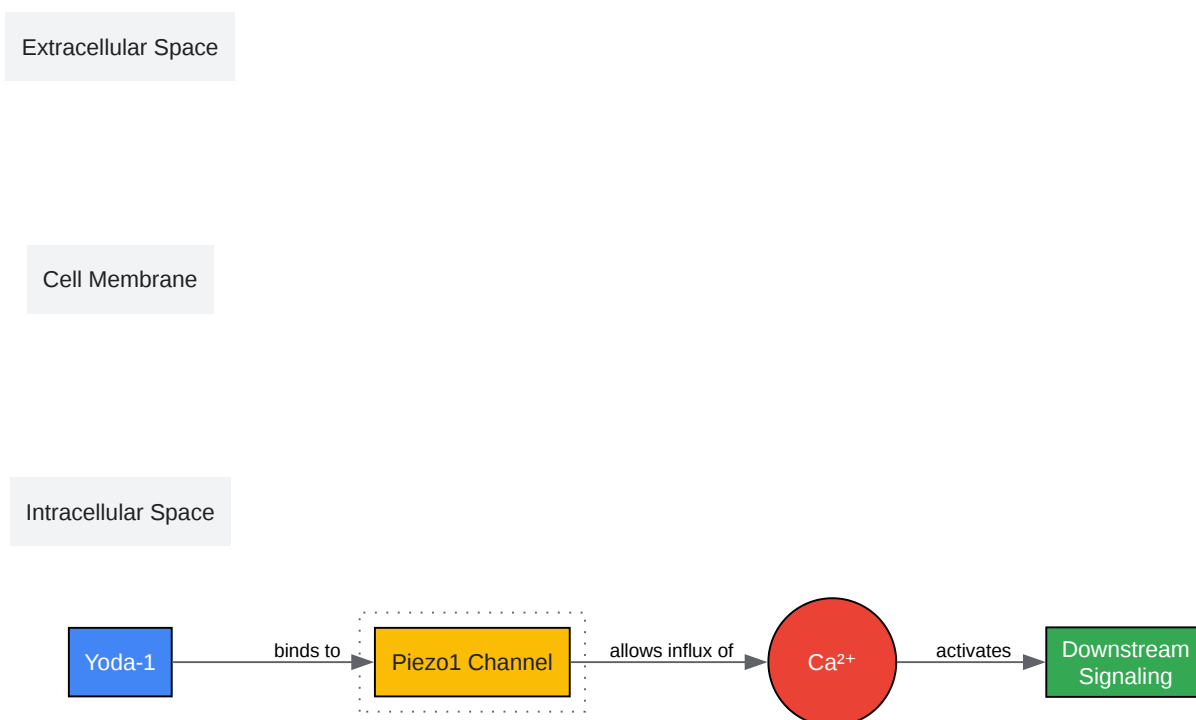 Extracellular Space
Cell Membrane
Intracellular Space
Yoda-1
binds to
Piezo1 Channel
allows influx of
Ca²⁺
activates
Downstream
Signaling